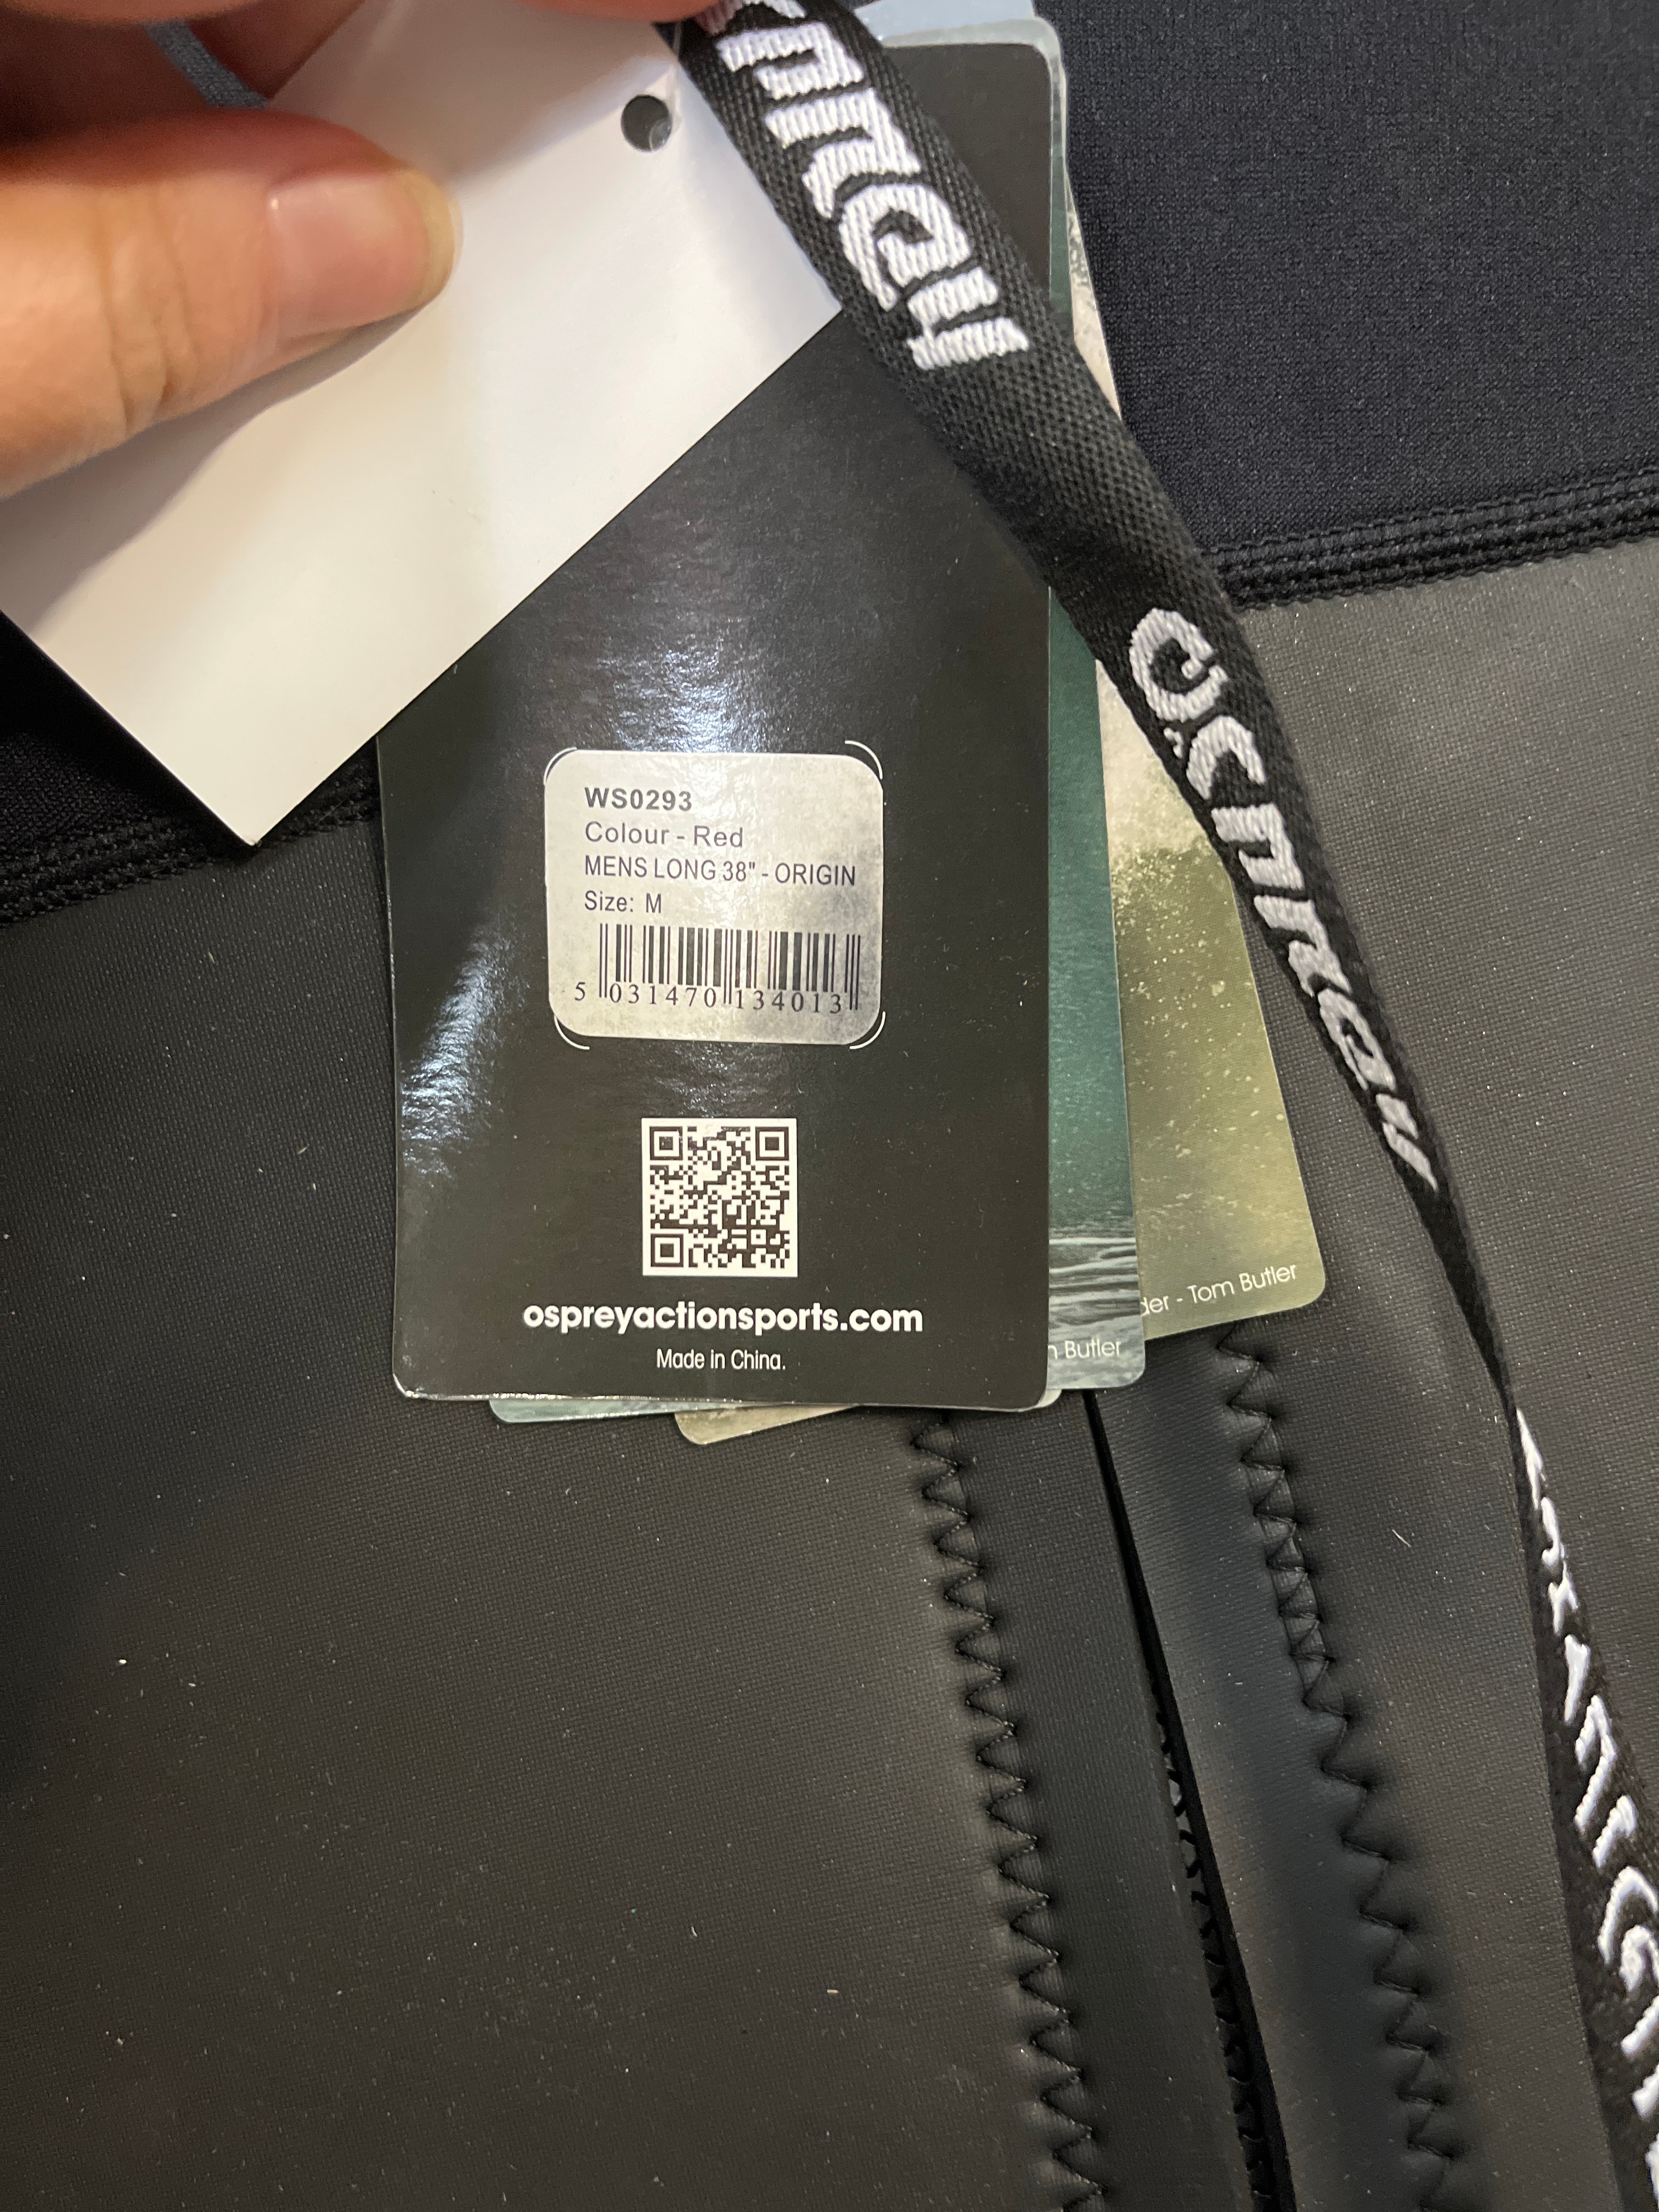 WS0293
Colour - Red
MENS LONG 38" - ORIGIN
Size: M
5 031470 134013
ospreyactionsports.com
Made in China.
Butler
- Tom Butler
OSPREY